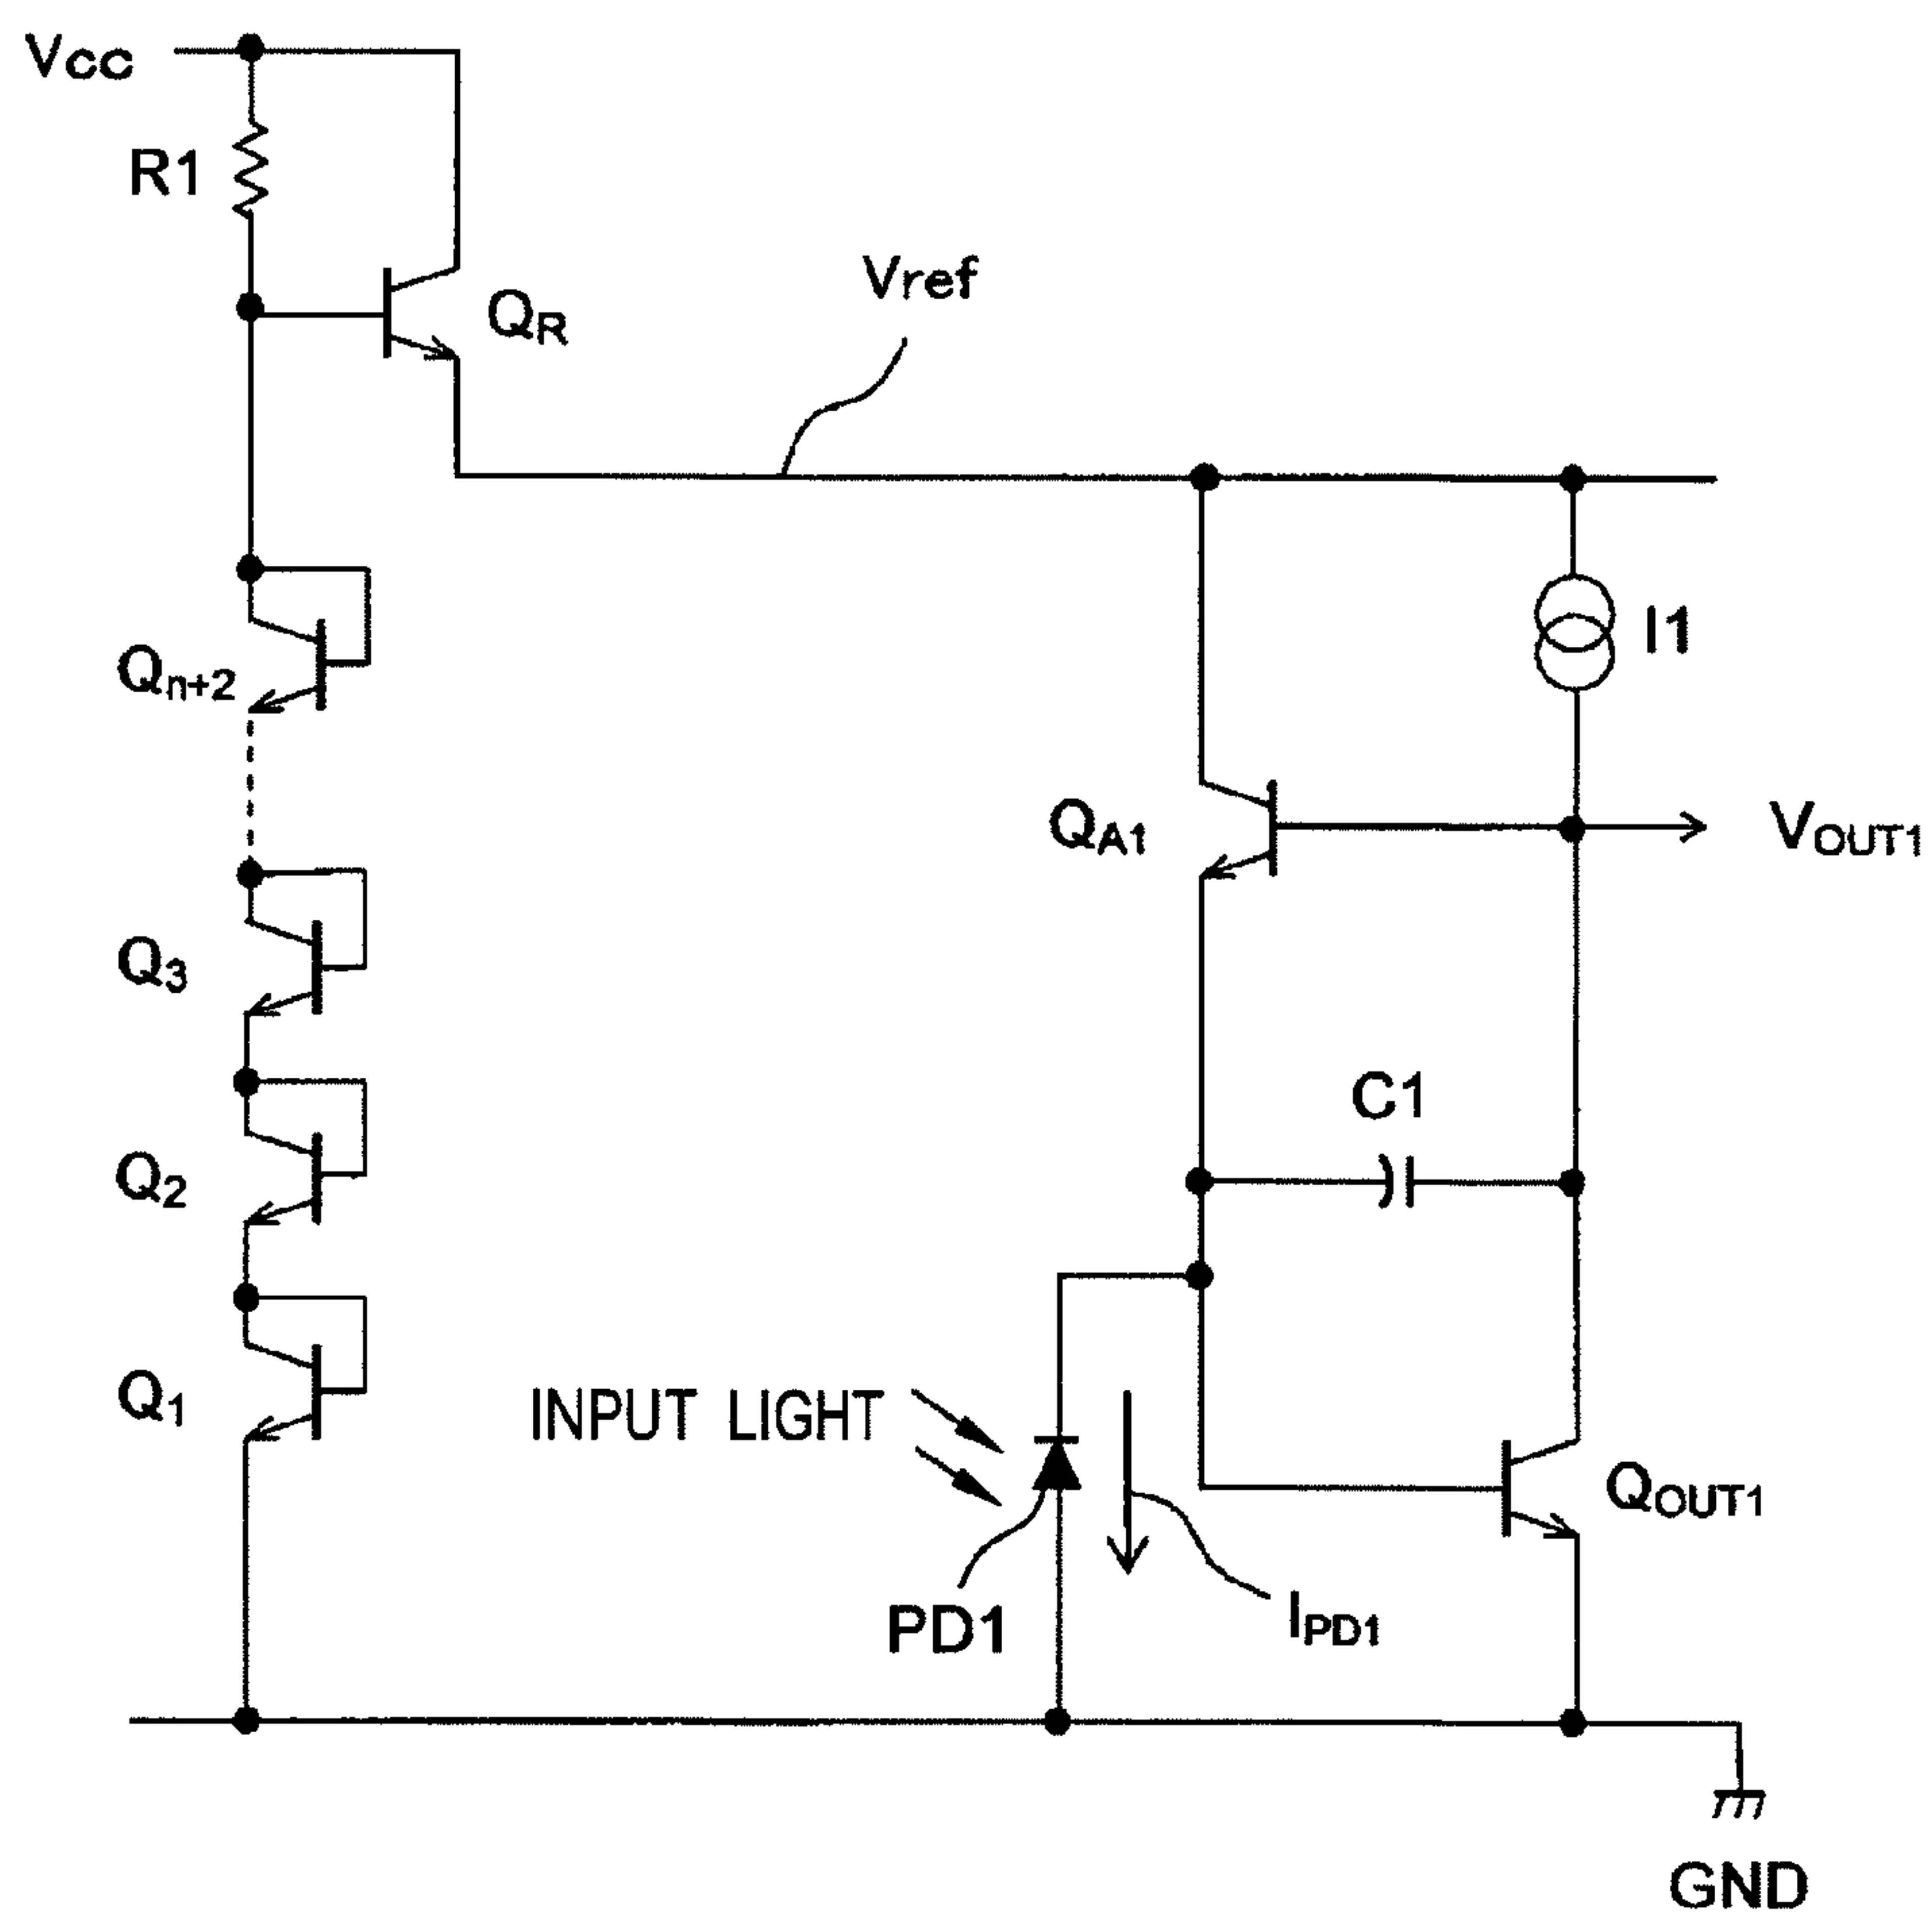 Vcc
R1
QR
Vref
Qn+2
I1
QA1
VOUT1
Q3
C1
Q2
Q1
INPUT LIGHT
QOUT1
PD1
IPD1
GND